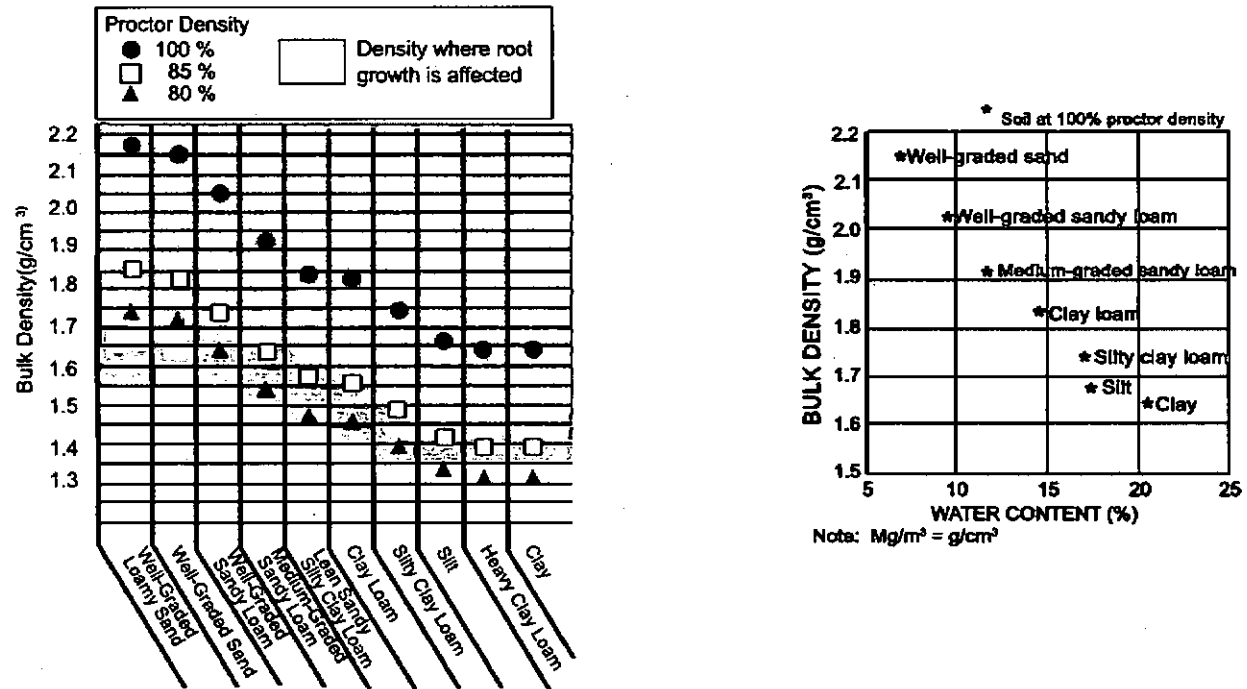 Proctor Density
100 %
85 %
80 %
Density where root
growth is affected
Bulk Density(g/cm³)
2.2
2.1
2.0
1.9
1.8
1.7
1.6
1.5
1.4
1.3
Well-Graded
Loamy Sand
Well-Graded Sand
Well-Graded
Sandy Loam
Medium-Graded
Sandy Loam
Lean Sandy
Silty Clay Loam
Clay Loam
Silty Clay Loam
Silt
Heavy Clay Loam
Clay
* Soil at 100% proctor density
BULK DENSITY (g/cm³)
2.2
2.1
2.0
1.9
1.8
1.7
1.6
1.5
*Well-graded sand
*Well-graded sandy loam
* Medium-graded sandy loam
*Clay loam
* Silty clay loam
* Silt
*Clay
5 10 15 20 25
WATER CONTENT (%)
Note: Mg/m³ = g/cm³